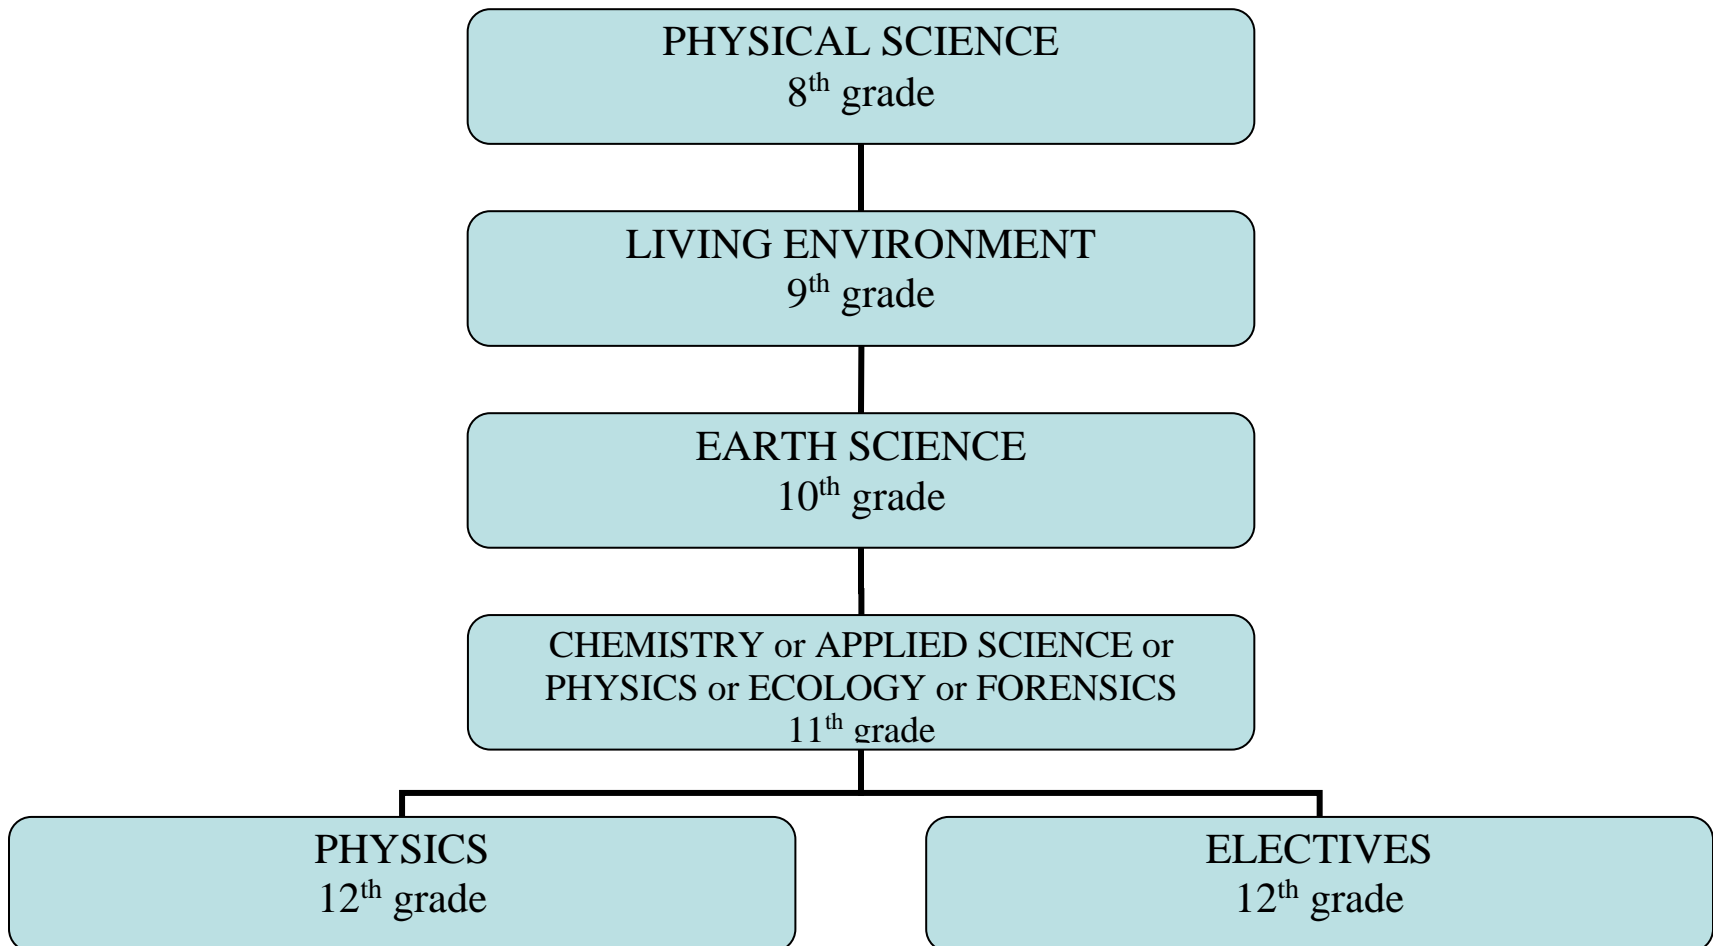 PHYSICAL SCIENCE
8th grade
LIVING ENVIRONMENT
9th grade
EARTH SCIENCE
10th grade
CHEMISTRY or APPLIED SCIENCE or
PHYSICS or ECOLOGY or FORENSICS
11th grade
PHYSICS
12th grade
ELECTIVES
12th grade